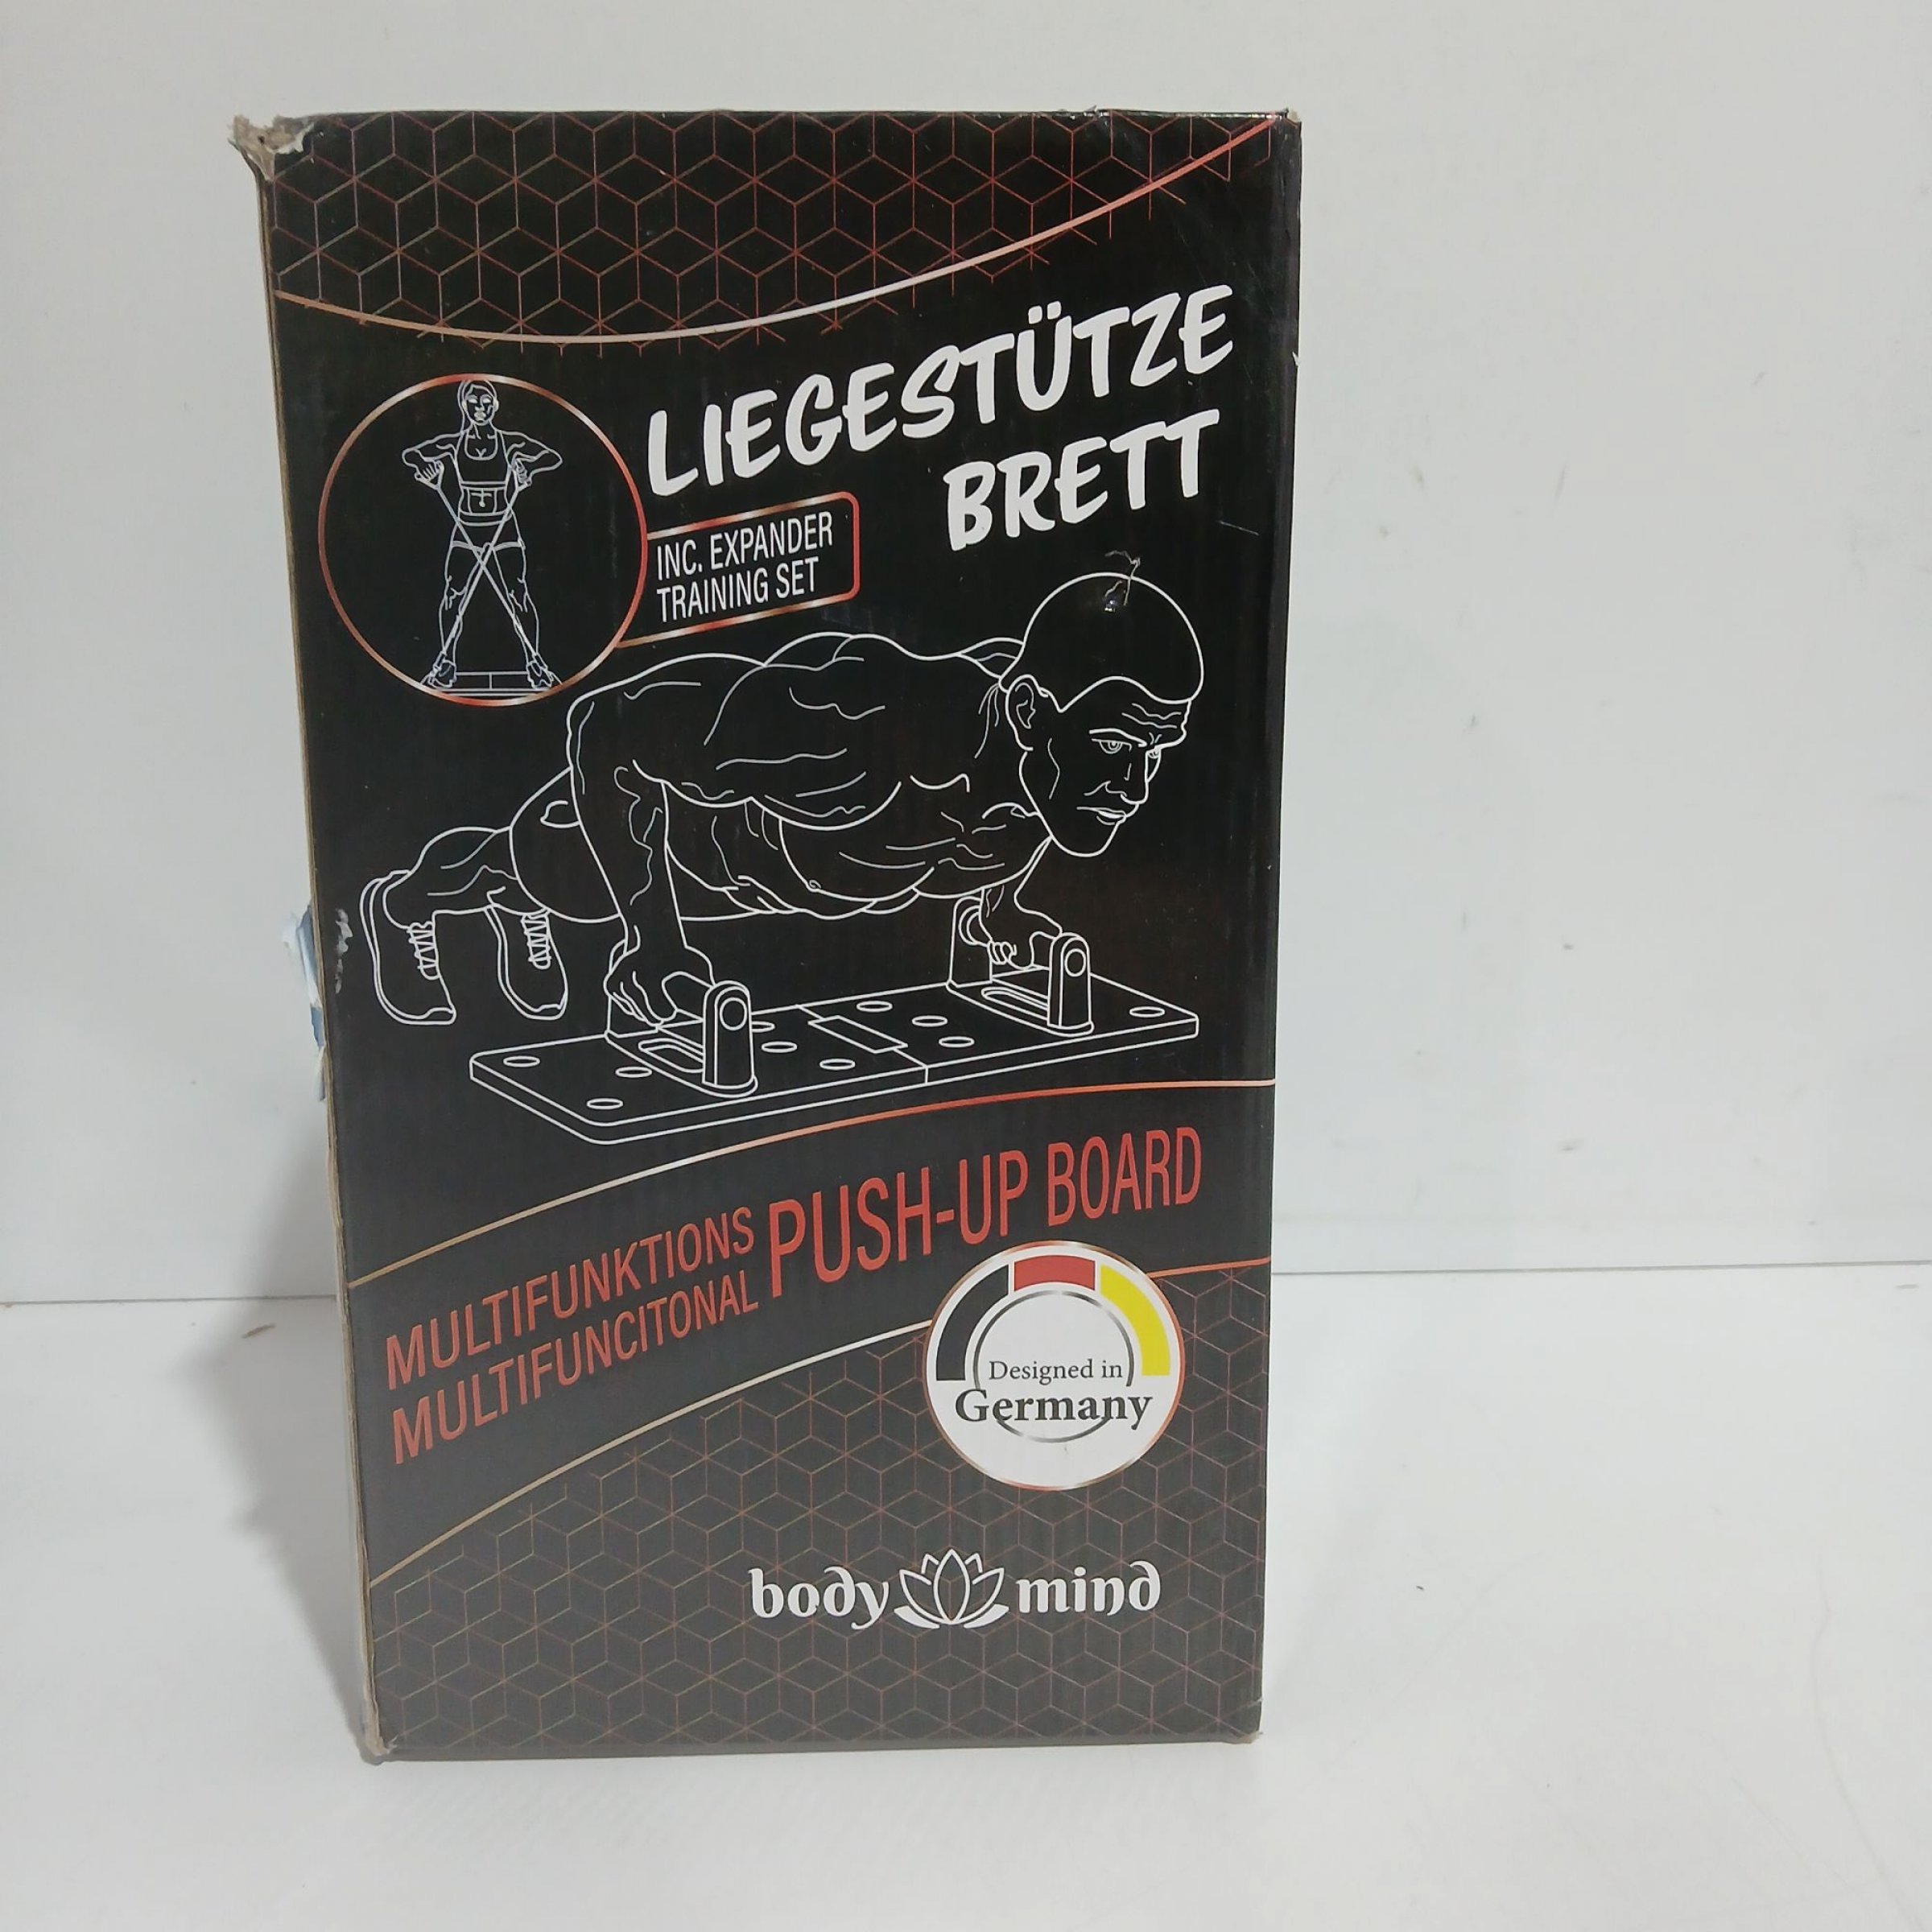 LIEGESTÜTZE
BRETT
INC. EXPANDER
TRAINING SET
MULTIFUNKTIONS
MULTIFUNCITONAL
PUSH-UP BOARD
Designed in
Germany
body mind